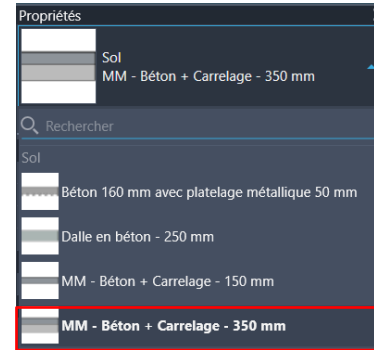 Propriétés
Sol
MM - Béton + Carrelage - 350 mm
Rechercher
Sol
Béton 160 mm avec platelage métallique 50 mm
Dalle en béton - 250 mm
MM - Béton + Carrelage - 150 mm
MM - Béton + Carrelage - 350 mm